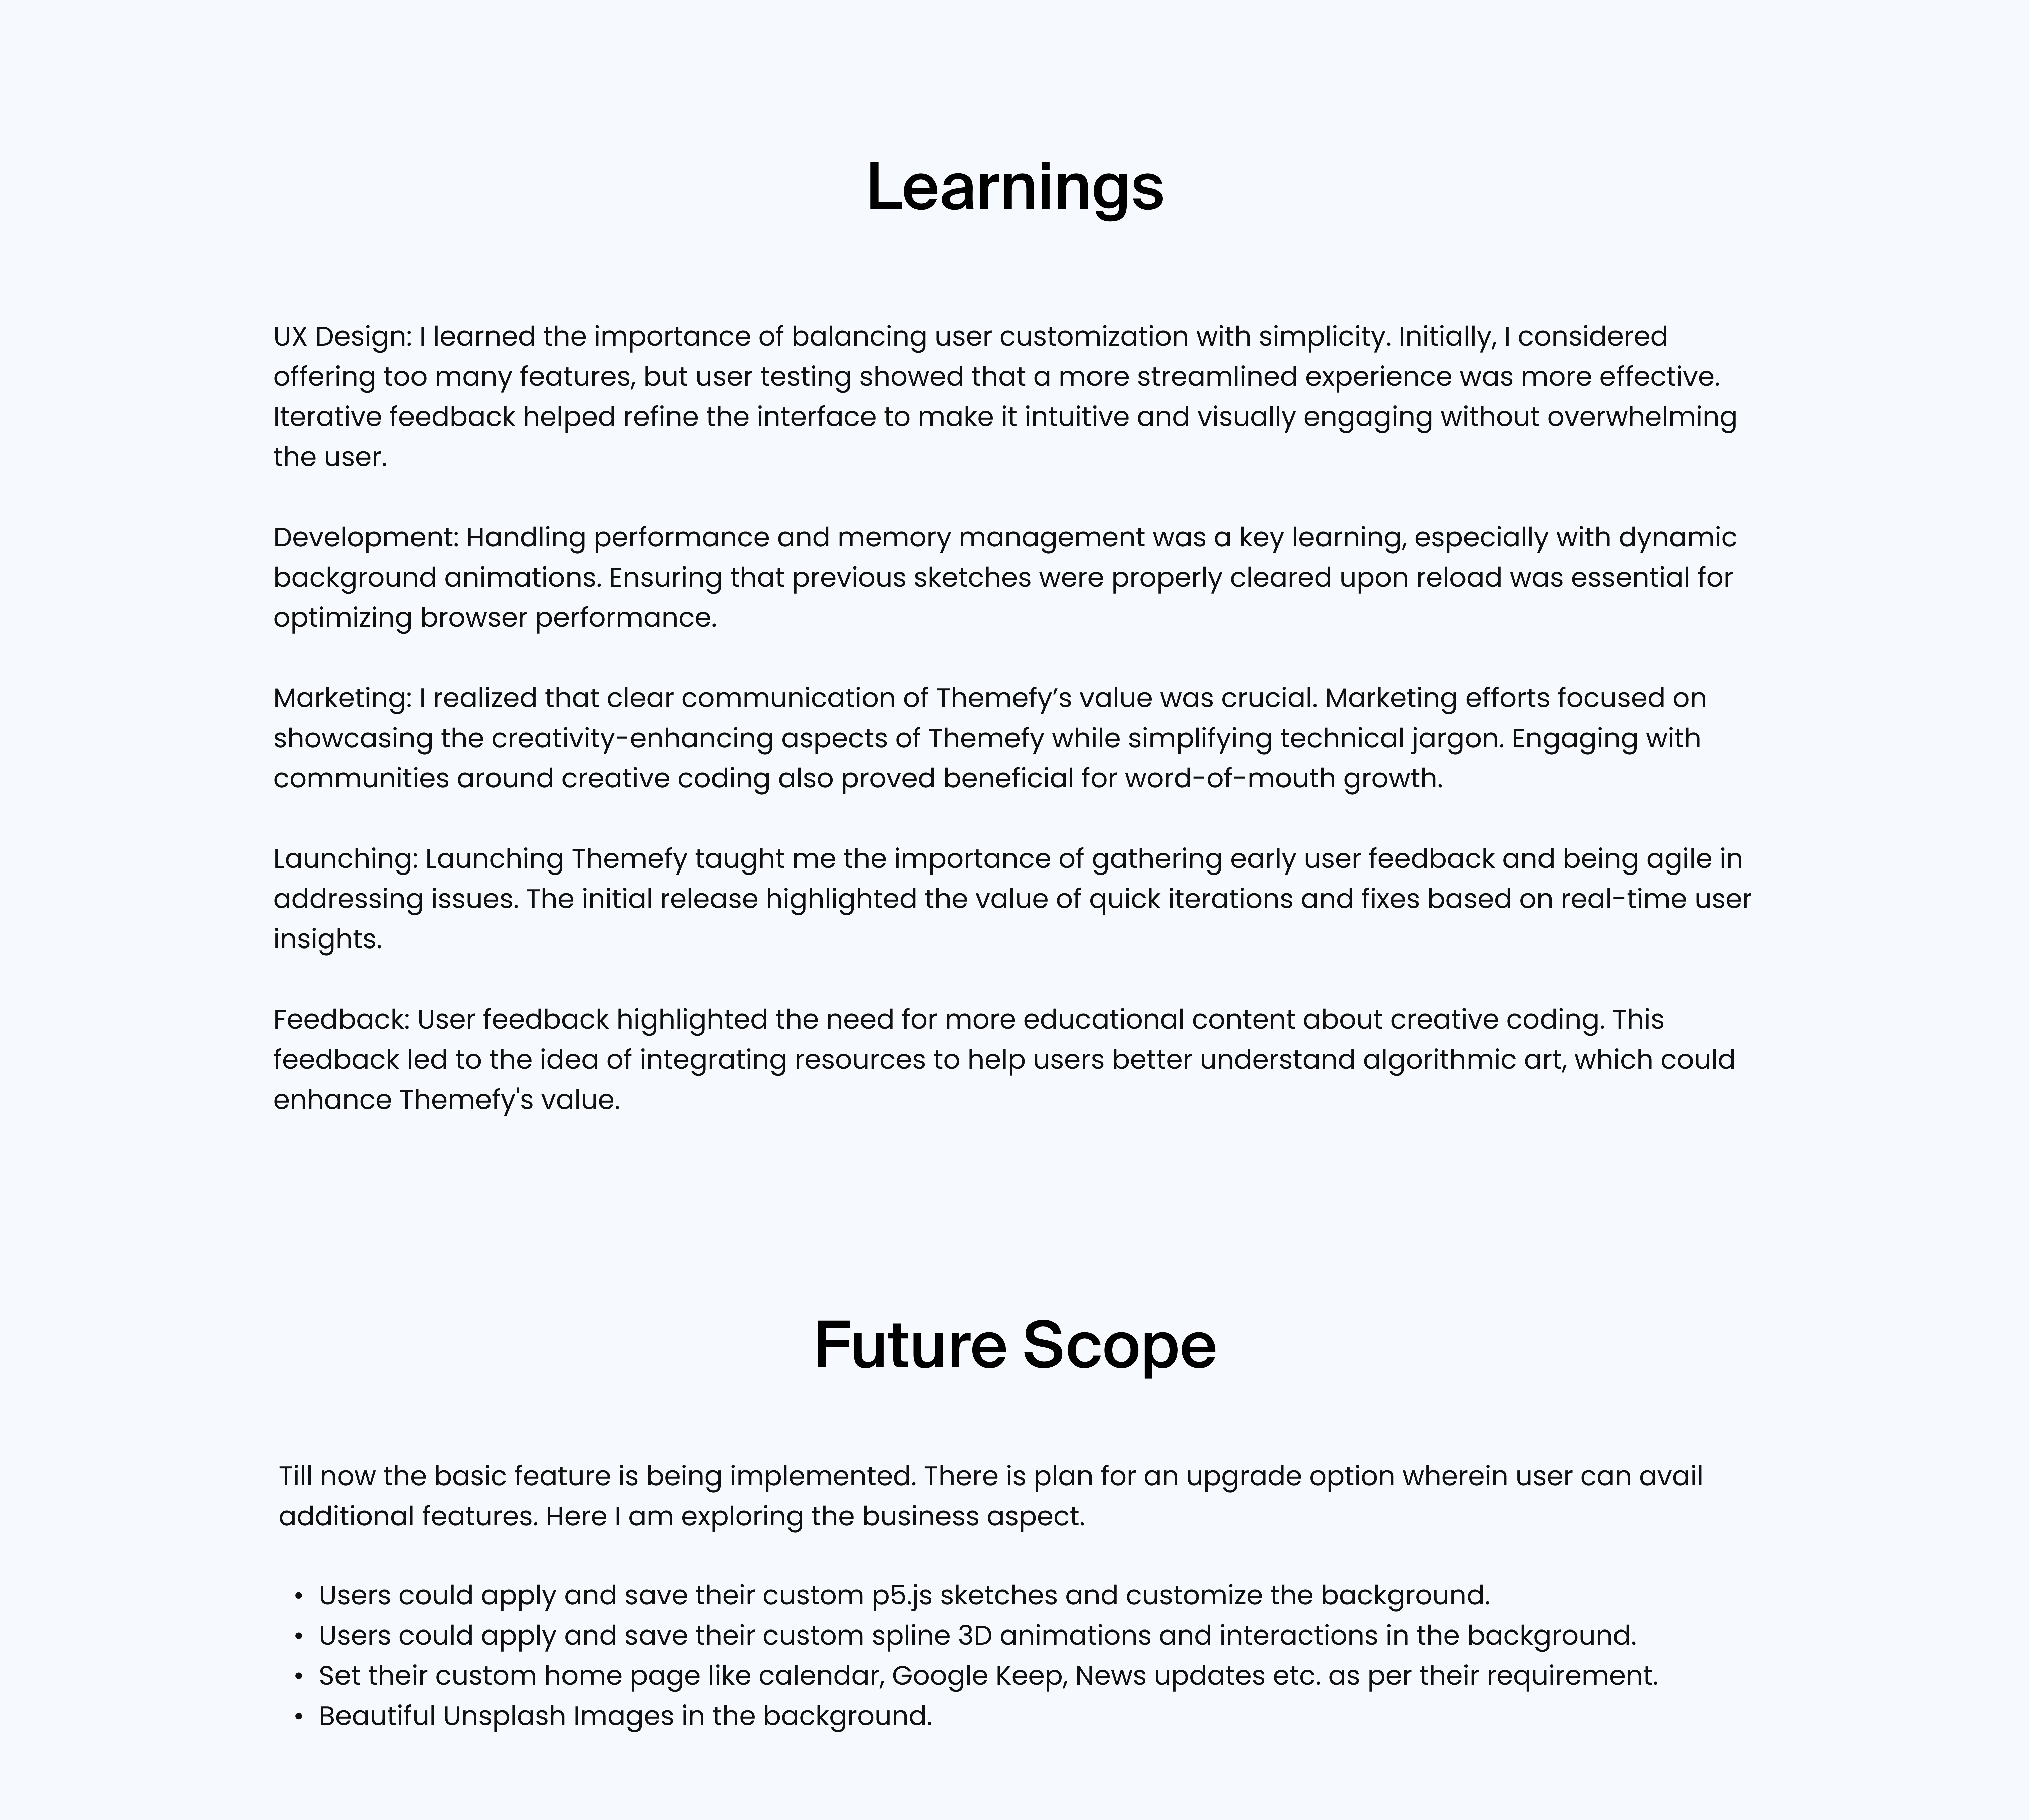 Learnings
UX Design: I learned the importance of balancing user customization with simplicity. Initially, I considered
offering too many features, but user testing showed that a more streamlined experience was more effective.
Iterative feedback helped refine the interface to make it intuitive and visually engaging without overwhelming
the user.
Development: Handling performance and memory management was a key learning, especially with dynamic
background animations. Ensuring that previous sketches were properly cleared upon reload was essential for
optimizing browser performance.
Marketing: I realized that clear communication of Themefy’s value was crucial. Marketing efforts focused on
showcasing the creativity-enhancing aspects of Themefy while simplifying technical jargon. Engaging with
communities around creative coding also proved beneficial for word-of-mouth growth.
Launching: Launching Themefy taught me the importance of gathering early user feedback and being agile in
addressing issues. The initial release highlighted the value of quick iterations and fixes based on real-time user
insights.
Feedback: User feedback highlighted the need for more educational content about creative coding. This
feedback led to the idea of integrating resources to help users better understand algorithmic art, which could
enhance Themefy's value.
Future Scope
Till now the basic feature is being implemented. There is plan for an upgrade option wherein user can avail
additional features. Here I am exploring the business aspect.
• Users could apply and save their custom p5.js sketches and customize the background.
• Users could apply and save their custom spline 3D animations and interactions in the background.
• Set their custom home page like calendar, Google Keep, News updates etc. as per their requirement.
• Beautiful Unsplash Images in the background.